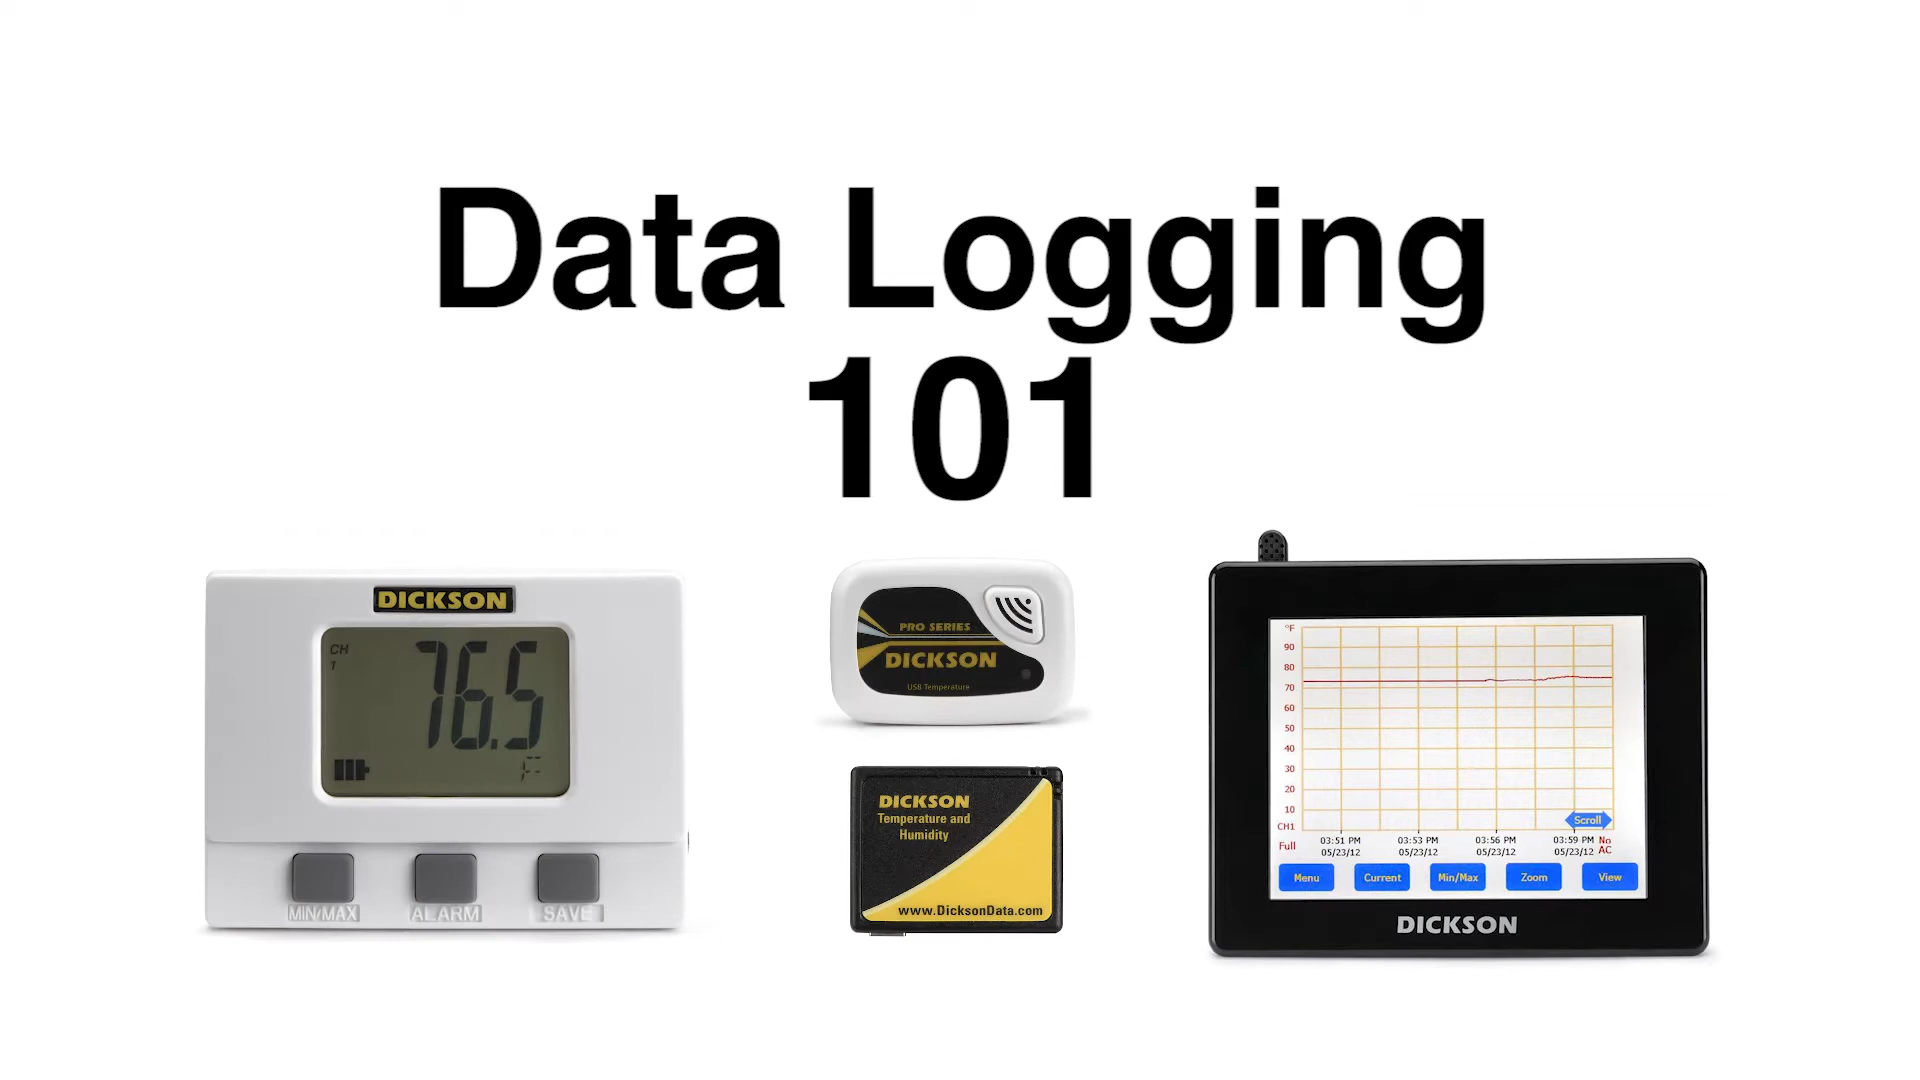 Data Logging
101
DICKSON
CH
1
76.5
F
MIN/MAX
ALARM
SAVE
PRO SERIES
DICKSON
USB Temperature
DICKSON
Temperature and
Humidity
www.DicksonData.com
°F
90
80
70
60
50
40
30
20
10
CH1
Scroll
Full
03:51 PM 03:53 PM 03:56 PM 03:59 PM No
05/23/12 05/23/12 05/23/12 05/23/12 AC
Menu Current Min/Max Zoom View
DICKSON